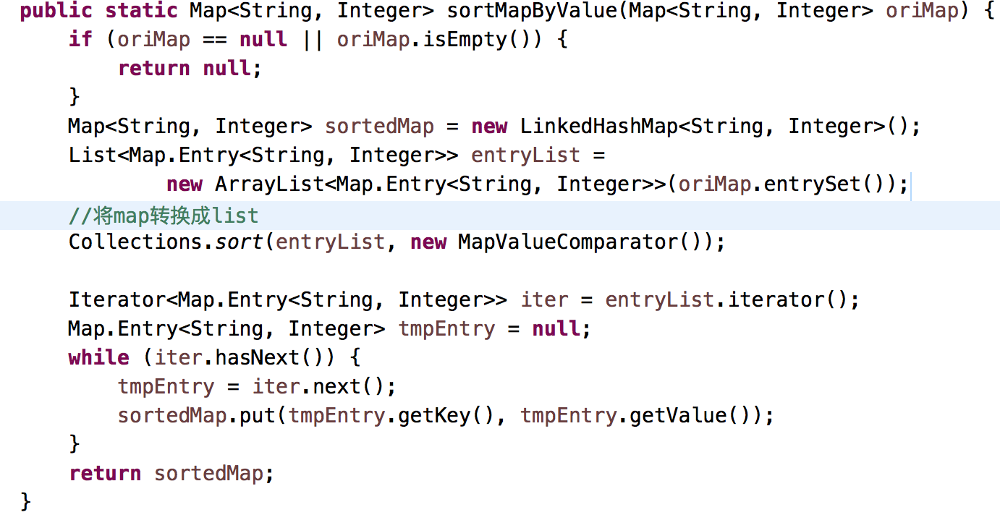 public static Map<String, Integer> sortMapByValue(Map<String, Integer> oriMap) {
if (oriMap == null || oriMap.isEmpty()) {
return null;
}
Map<String, Integer> sortedMap = new LinkedHashMap<String, Integer>();
List<Map.Entry<String, Integer>> entryList =
new ArrayList<Map.Entry<String, Integer>>(oriMap.entrySet());
//将map转换成list
Collections.sort(entryList, new MapValueComparator());
Iterator<Map.Entry<String, Integer>> iter = entryList.iterator();
Map.Entry<String, Integer> tmpEntry = null;
while (iter.hasNext()) {
tmpEntry = iter.next();
sortedMap.put(tmpEntry.getKey(), tmpEntry.getValue());
}
return sortedMap;
}